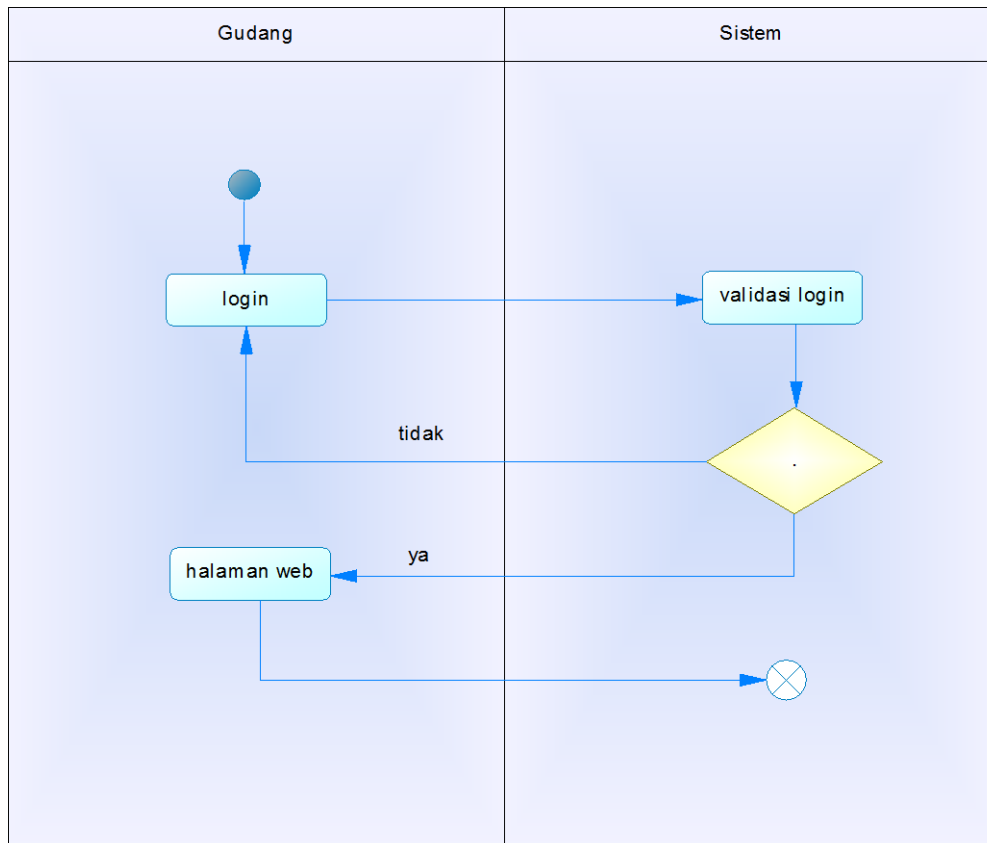 Gudang
Sistem
login
validasi login
tidak
.
ya
halaman web